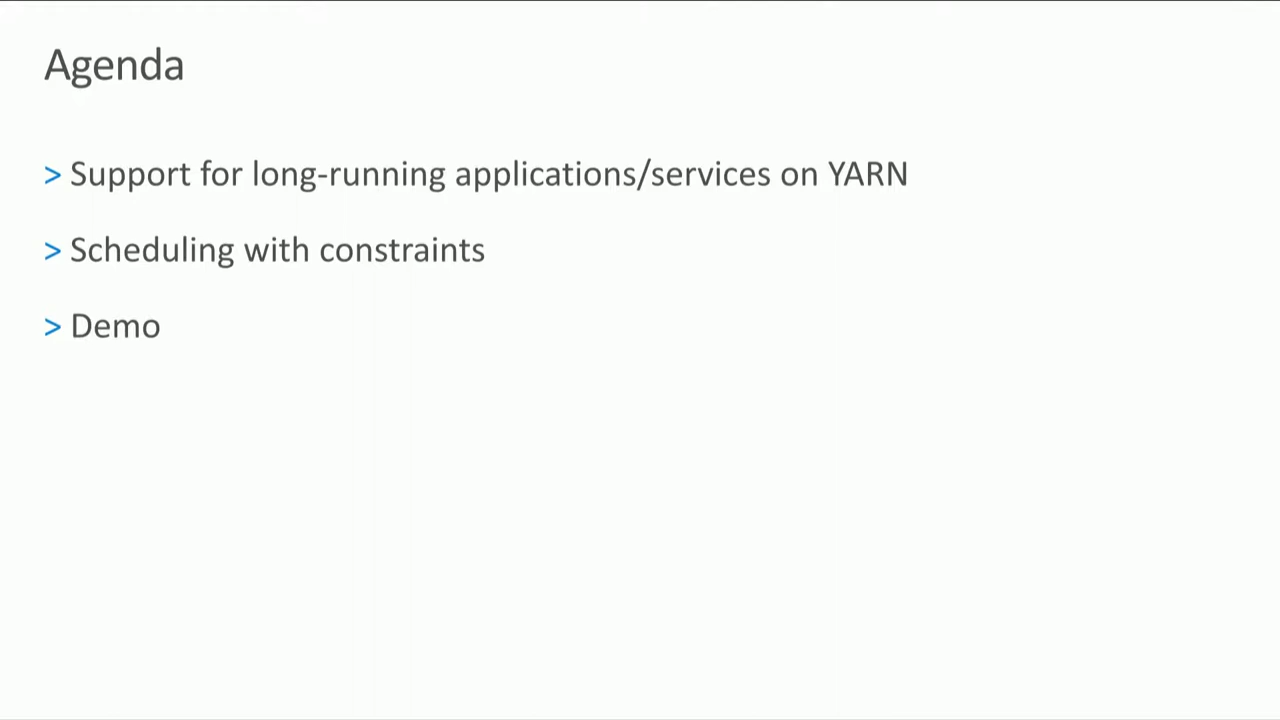 Agenda
> Support for long-running applications/services on YARN
> Scheduling with constraints
> Demo